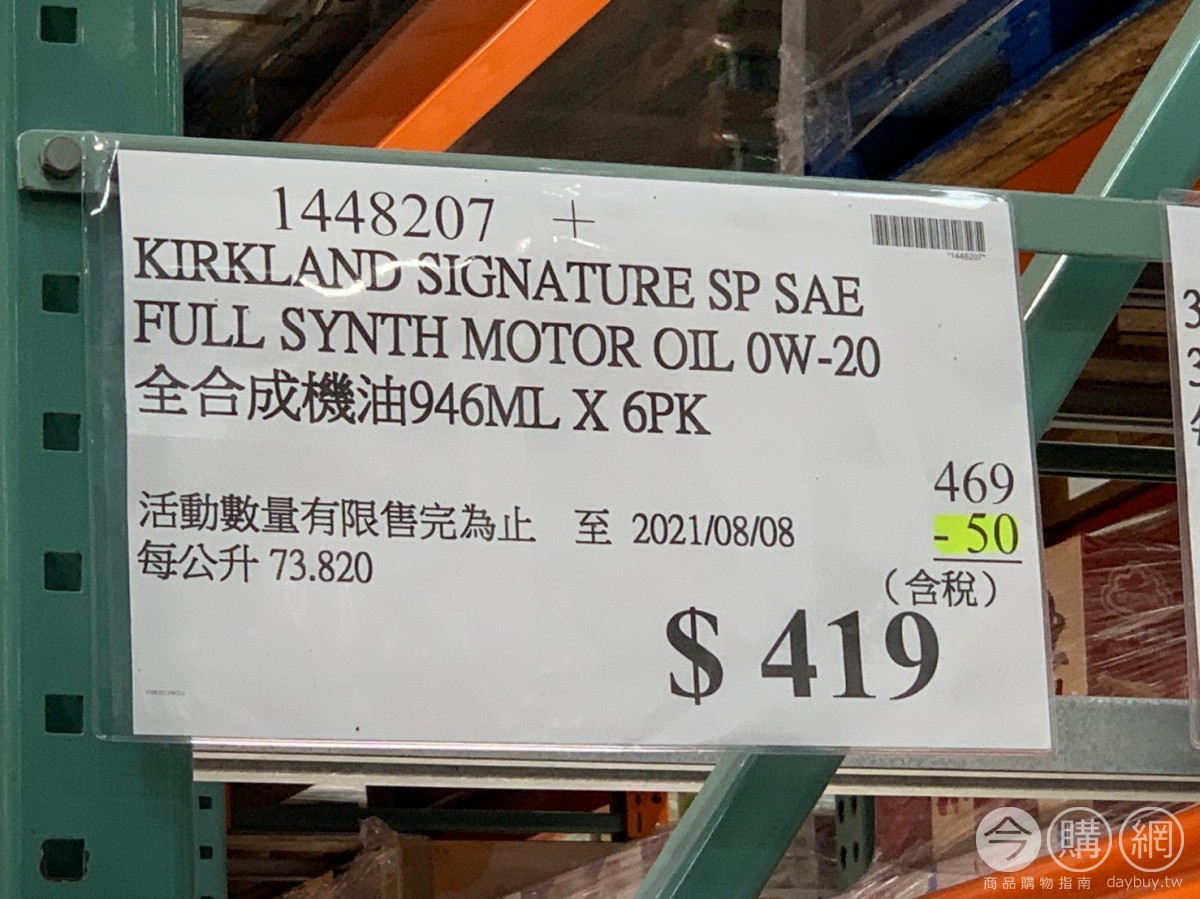 1448207 +
*1448207*
KIRKLAND SIGNATURE SP SAE
FULL SYNTH MOTOR OIL 0W-20
全合成機油946ML X 6PK
469
活動數量有限售完為止 至 2021/08/08
- 50
每公升 73.820
（含稅）
$ 419
今購網
商品購物指南 daybuy.tw